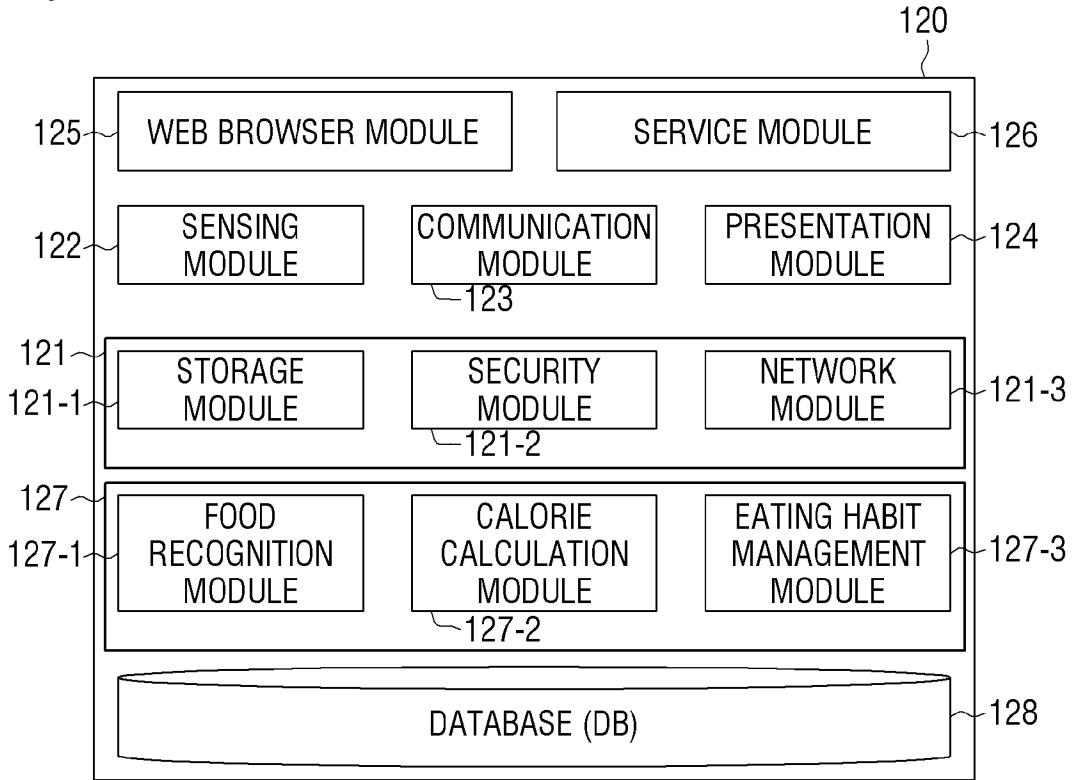 120
125 WEB BROWSER MODULE SERVICE MODULE 126
122 SENSING MODULE COMMUNICATION MODULE 123 PRESENTATION MODULE 124
121
121-1 STORAGE MODULE SECURITY MODULE 121-2 NETWORK MODULE 121-3
127
127-1 FOOD RECOGNITION MODULE CALORIE CALCULATION MODULE 127-2 EATING HABIT MANAGEMENT MODULE 127-3
DATABASE (DB) 128